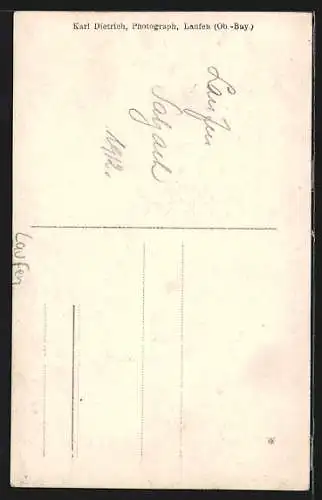 Karl Dietrich, Photograph, Laufen (Ob.-Bay.)
Laufen
Salzach
1912.
Laufen